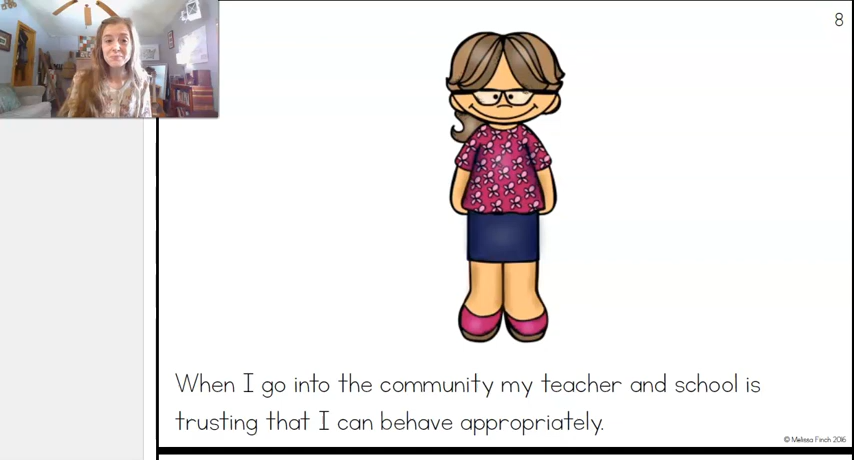 8
When I go into the community my teacher and school is
trusting that I can behave appropriately.
© Melissa Finch 2016